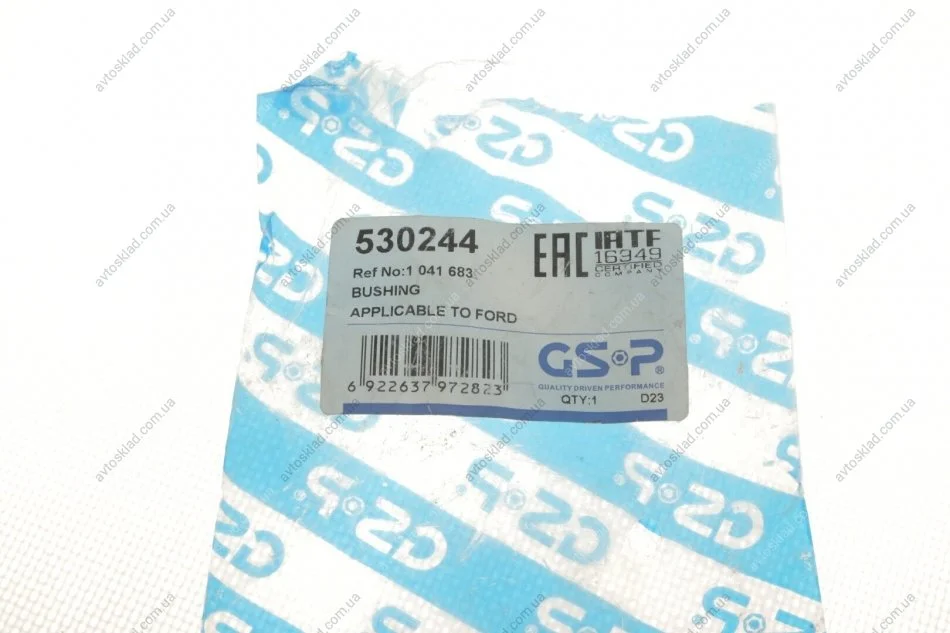 530244
Ref No:1 041 683
BUSHING
APPLICABLE TO FORD
EAC
IATF
16949
CERTIFIED
COMPANY
6 922637 972823
GSP®
QUALITY DRIVEN PERFORMANCE
QTY:1
D23
avtosklad.com.ua